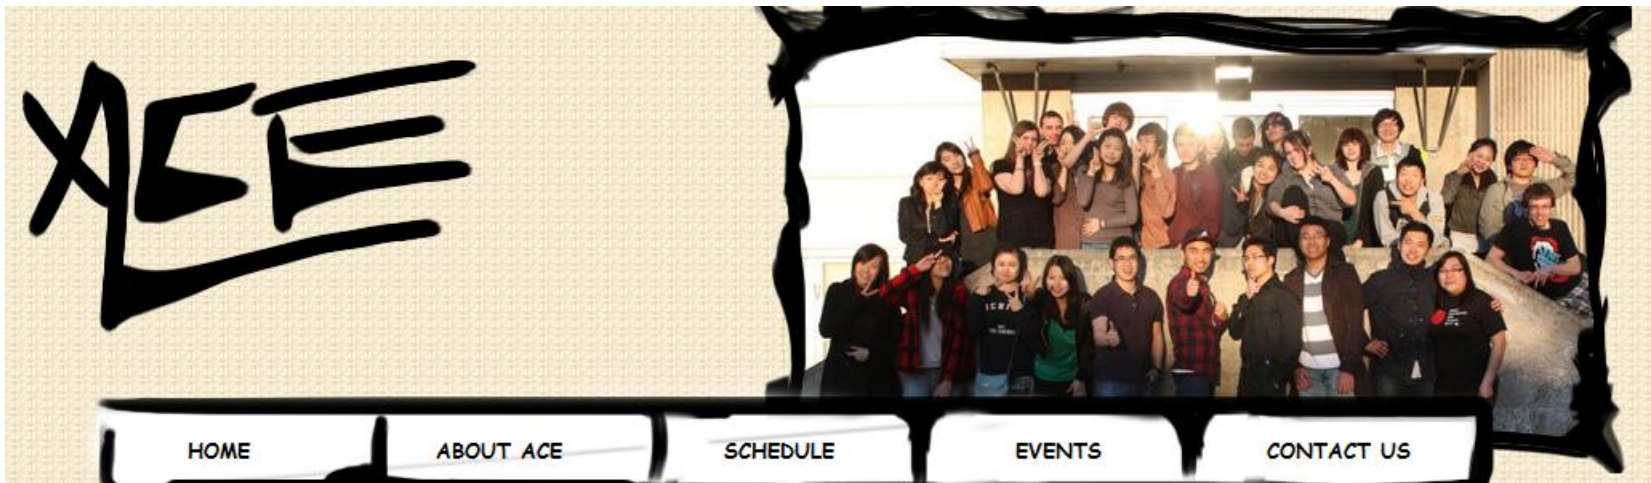 ACE
HOME
ABOUT ACE
SCHEDULE
EVENTS
CONTACT US